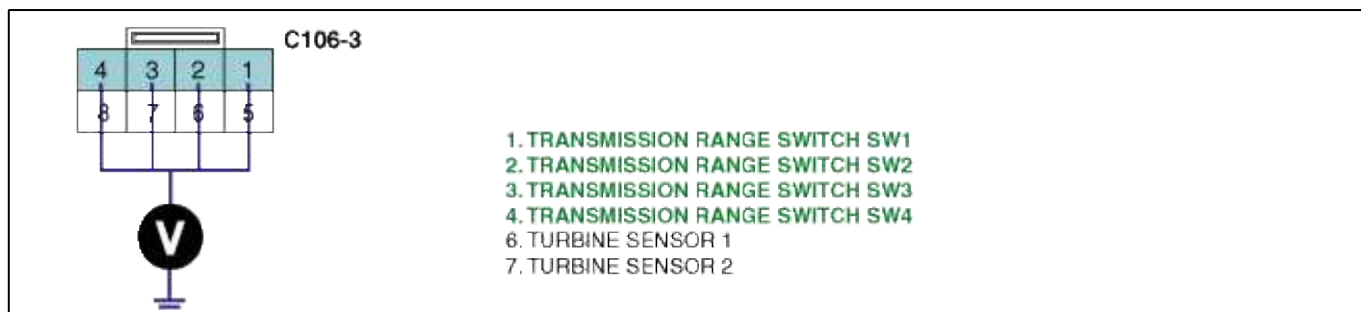 C106-3
4 3 2 1
8 7 6 5
V
1. TRANSMISSION RANGE SWITCH SW1
2. TRANSMISSION RANGE SWITCH SW2
3. TRANSMISSION RANGE SWITCH SW3
4. TRANSMISSION RANGE SWITCH SW4
6. TURBINE SENSOR 1
7. TURBINE SENSOR 2